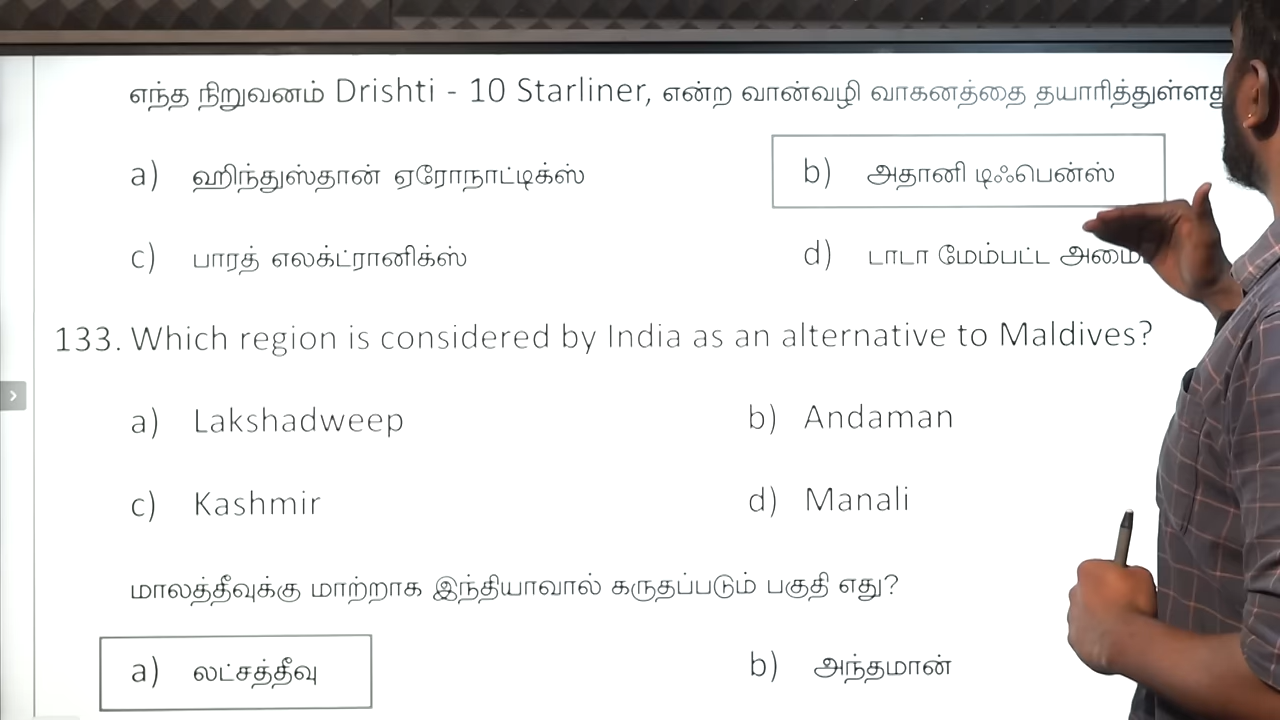 எந்த நிறுவனம் Drishti - 10 Starliner, என்ற வான்வழி வாகனத்தை
a) ஹிந்துஸ்தான் ஏரோநாட்டிக்ஸ் b) அதானி டிஃபென்ஸ்
c) பாரத் எலக்ட்ரானிக்ஸ் d) டாடா மேம்பட்ட
133. Which region is considered by India as an alternative to Maldives?
a) Lakshadweep b) Andaman
c) Kashmir d) Manali
மாலத்தீவுக்கு மாற்றாக இந்தியாவால் கருதப்படும் பகுதி எது?
a) லட்சத்தீவு b) அந்தமான்